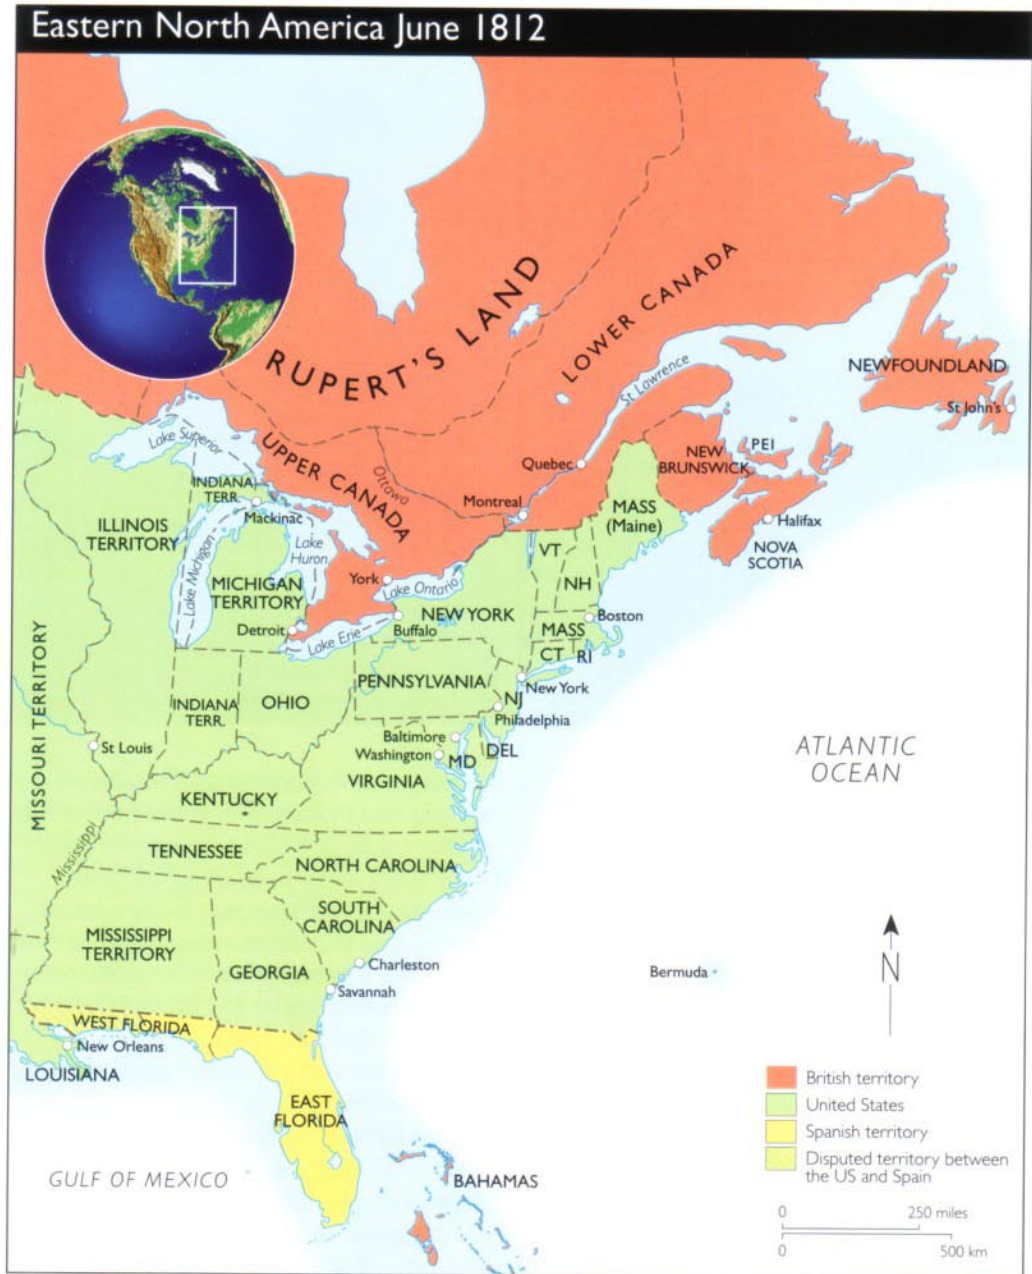 Eastern North America June 1812
RUPERT'S LAND
LOWER CANADA
St Lawrence
NEWFOUNDLAND
St John's
Lake Superior
UPPER CANADA
Ottawa
Quebec
NEW
BRUNSWICK
PEI
INDIANA
TERR.
Mackinac
Montreal
MASS
(Maine)
Halifax
NOVA
SCOTIA
ILLINOIS
TERRITORY
Lake Michigan
Lake
Huron
VT
NH
MICHIGAN
TERRITORY
York
Lake Ontario
NEW YORK
Boston
Detroit
Lake Erie
Buffalo
MASS
CT
RI
MISSOURI TERRITORY
PENNSYLVANIA
New York
NJ
Philadelphia
INDIANA
TERR.
OHIO
St Louis
Baltimore
Washington
MD
DEL
ATLANTIC
OCEAN
VIRGINIA
KENTUCKY
Mississippi
TENNESSEE
NORTH CAROLINA
SOUTH
CAROLINA
MISSISSIPPI
TERRITORY
GEORGIA
Charleston
Savannah
Bermuda
N
WEST FLORIDA
New Orleans
LOUISIANA
EAST
FLORIDA
GULF OF MEXICO
BAHAMAS
British territory
United States
Spanish territory
Disputed territory between
the US and Spain
0 250 miles
0 500 km